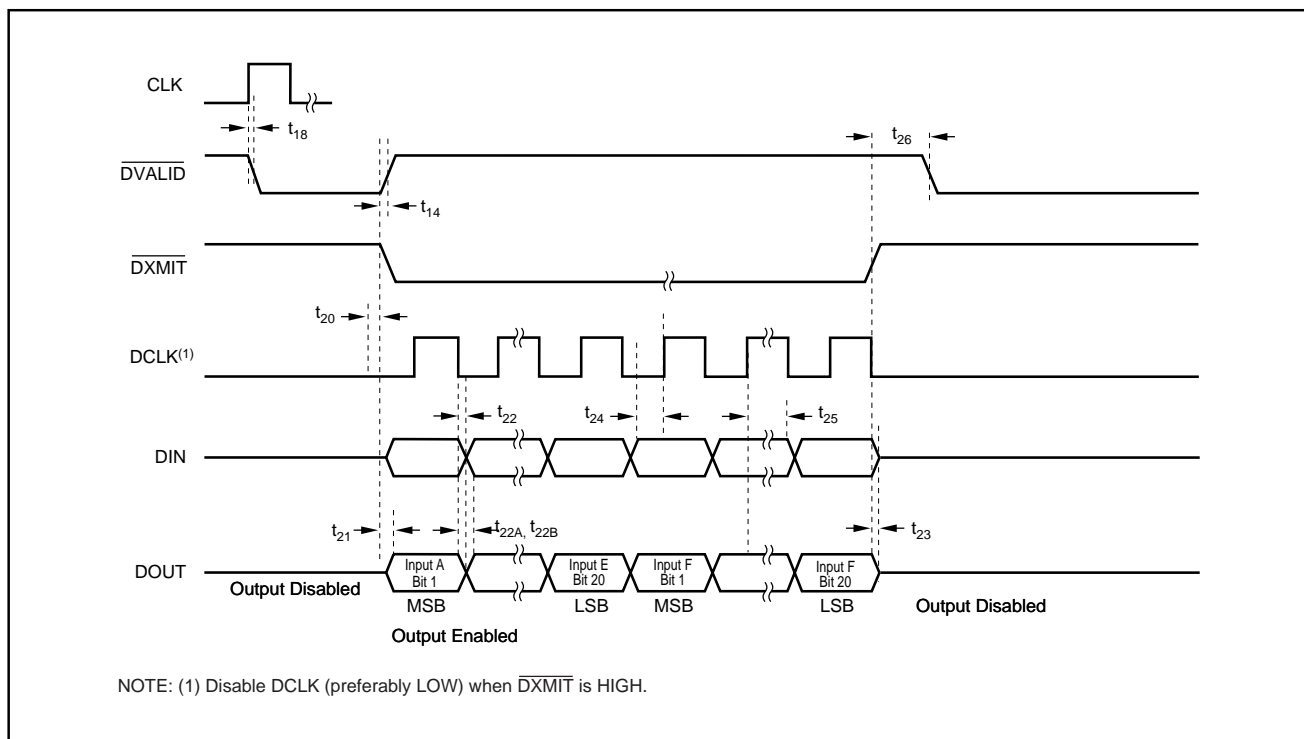 CLK
t18
t26
DVALID
t14
DXMIT
t20
DCLK(1)
t22
t24
t25
DIN
t21
t22A, t22B
t23
DOUT
Input A
Bit 1
Input E
Bit 20
Input F
Bit 1
Input F
Bit 20
Output Disabled
MSB
LSB
MSB
LSB
Output Disabled
Output Enabled
NOTE: (1) Disable DCLK (preferably LOW) when DXMIT is HIGH.